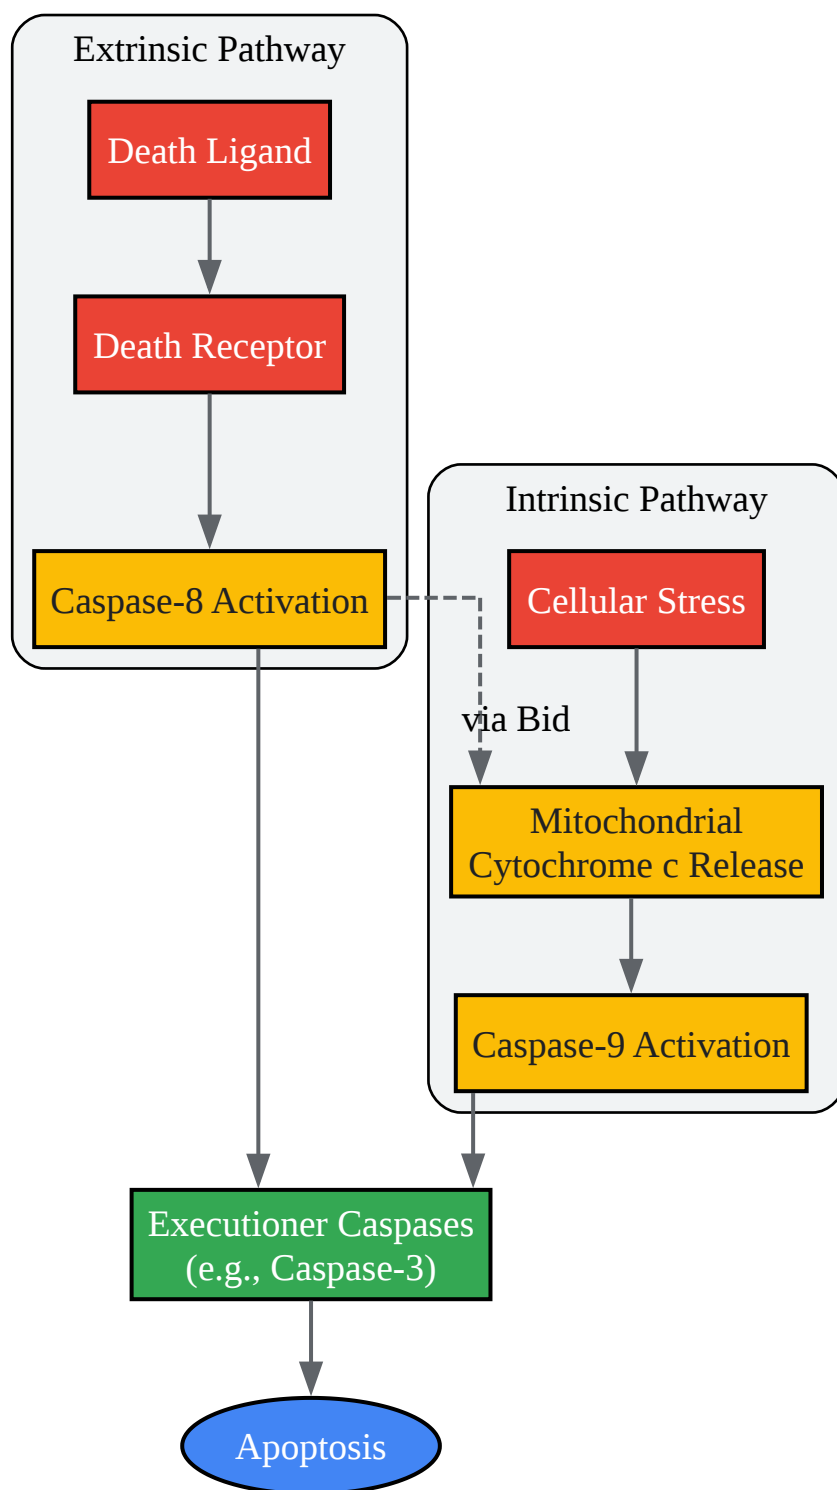 Extrinsic Pathway
Death Ligand
Death Receptor
Caspase-8 Activation
Intrinsic Pathway
Cellular Stress
via Bid
Mitochondrial
Cytochrome c Release
Caspase-9 Activation
Executioner Caspases
(e.g., Caspase-3)
Apoptosis